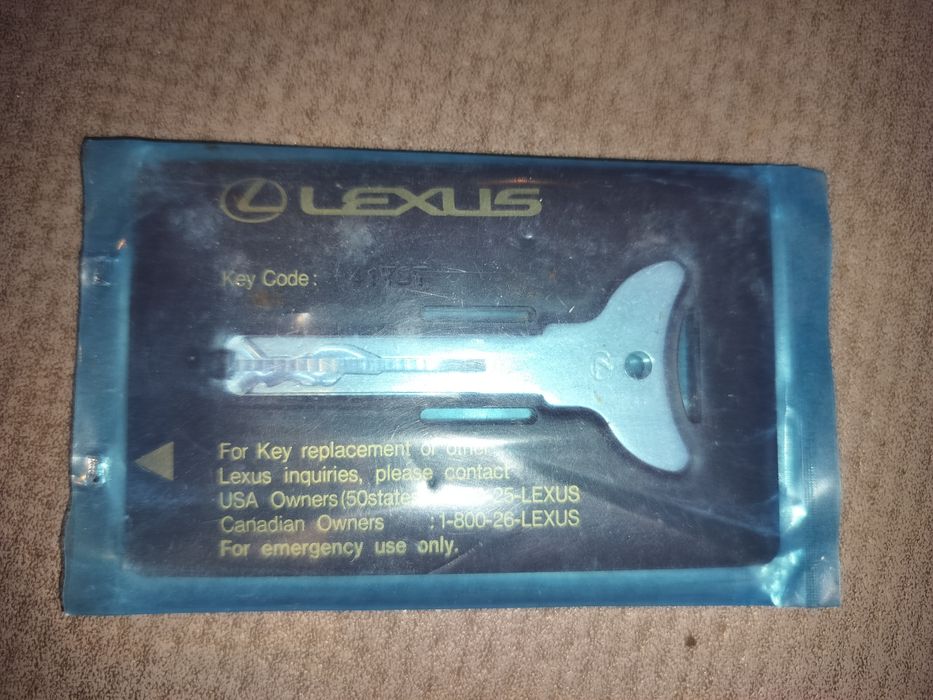 LEXUS
Key Code:
For Key replacement or other
Lexus inquiries, please contact
USA Owners (50states -25-LEXUS
Canadian Owners :1-800-26-LEXUS
For emergency use only.